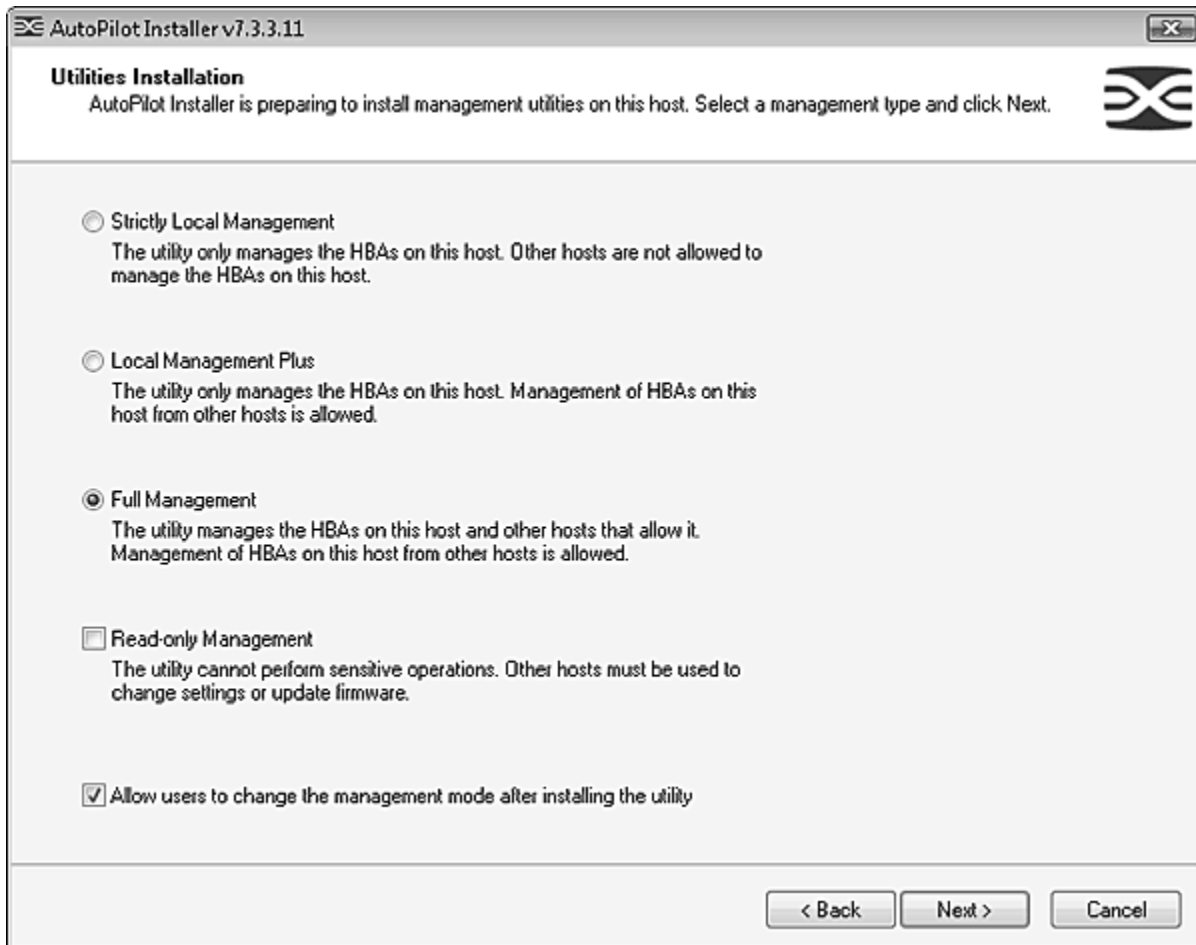 AutoPilot Installer v7.3.3.11
Utilities Installation
AutoPilot Installer is preparing to install management utilities on this host. Select a management type and click Next.
Strictly Local Management
The utility only manages the HBAs on this host. Other hosts are not allowed to
manage the HBAs on this host.
Local Management Plus
The utility only manages the HBAs on this host. Management of HBAs on this
host from other hosts is allowed.
Full Management
The utility manages the HBAs on this host and other hosts that allow it.
Management of HBAs on this host from other hosts is allowed.
Read-only Management
The utility cannot perform sensitive operations. Other hosts must be used to
change settings or update firmware.
Allow users to change the management mode after installing the utility
< Back Next > Cancel